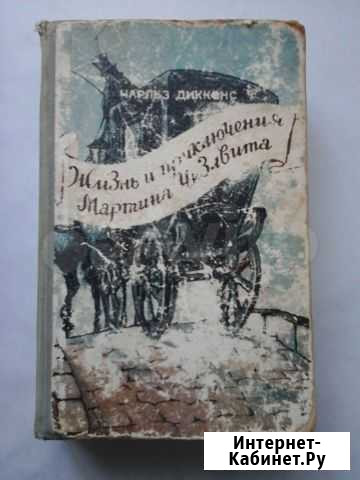 ЧАРЛЬЗ ДИККЕНС
Жизнь и приключения
Мартина Чезлвита
Интернет-
Кабинет.Ру